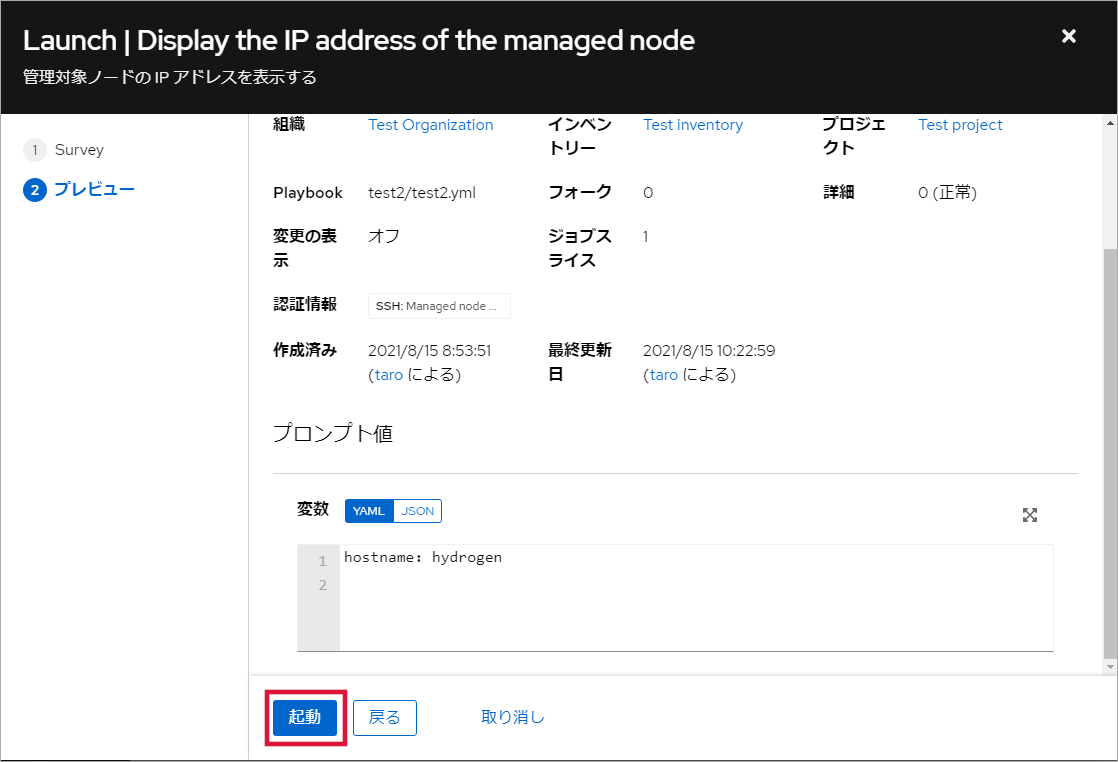 Launch | Display the IP address of the managed node
管理対象ノードの IP アドレスを表示する
1 Survey
2 プレビュー
組織 Test Organization インベン
トリー Test inventory プロジェ
クト Test project
Playbook test2/test2.yml フォーク 0 詳細 0 (正常)
変更の表
示 オフ ジョブス
ライス 1
認証情報 SSH: Managed node ...
作成済み 2021/8/15 8:53:51
(taro による) 最終更新
日 2021/8/15 10:22:59
(taro による)
プロンプト値
変数 YAML JSON
1 hostname: hydrogen
2
起動 戻る 取り消し